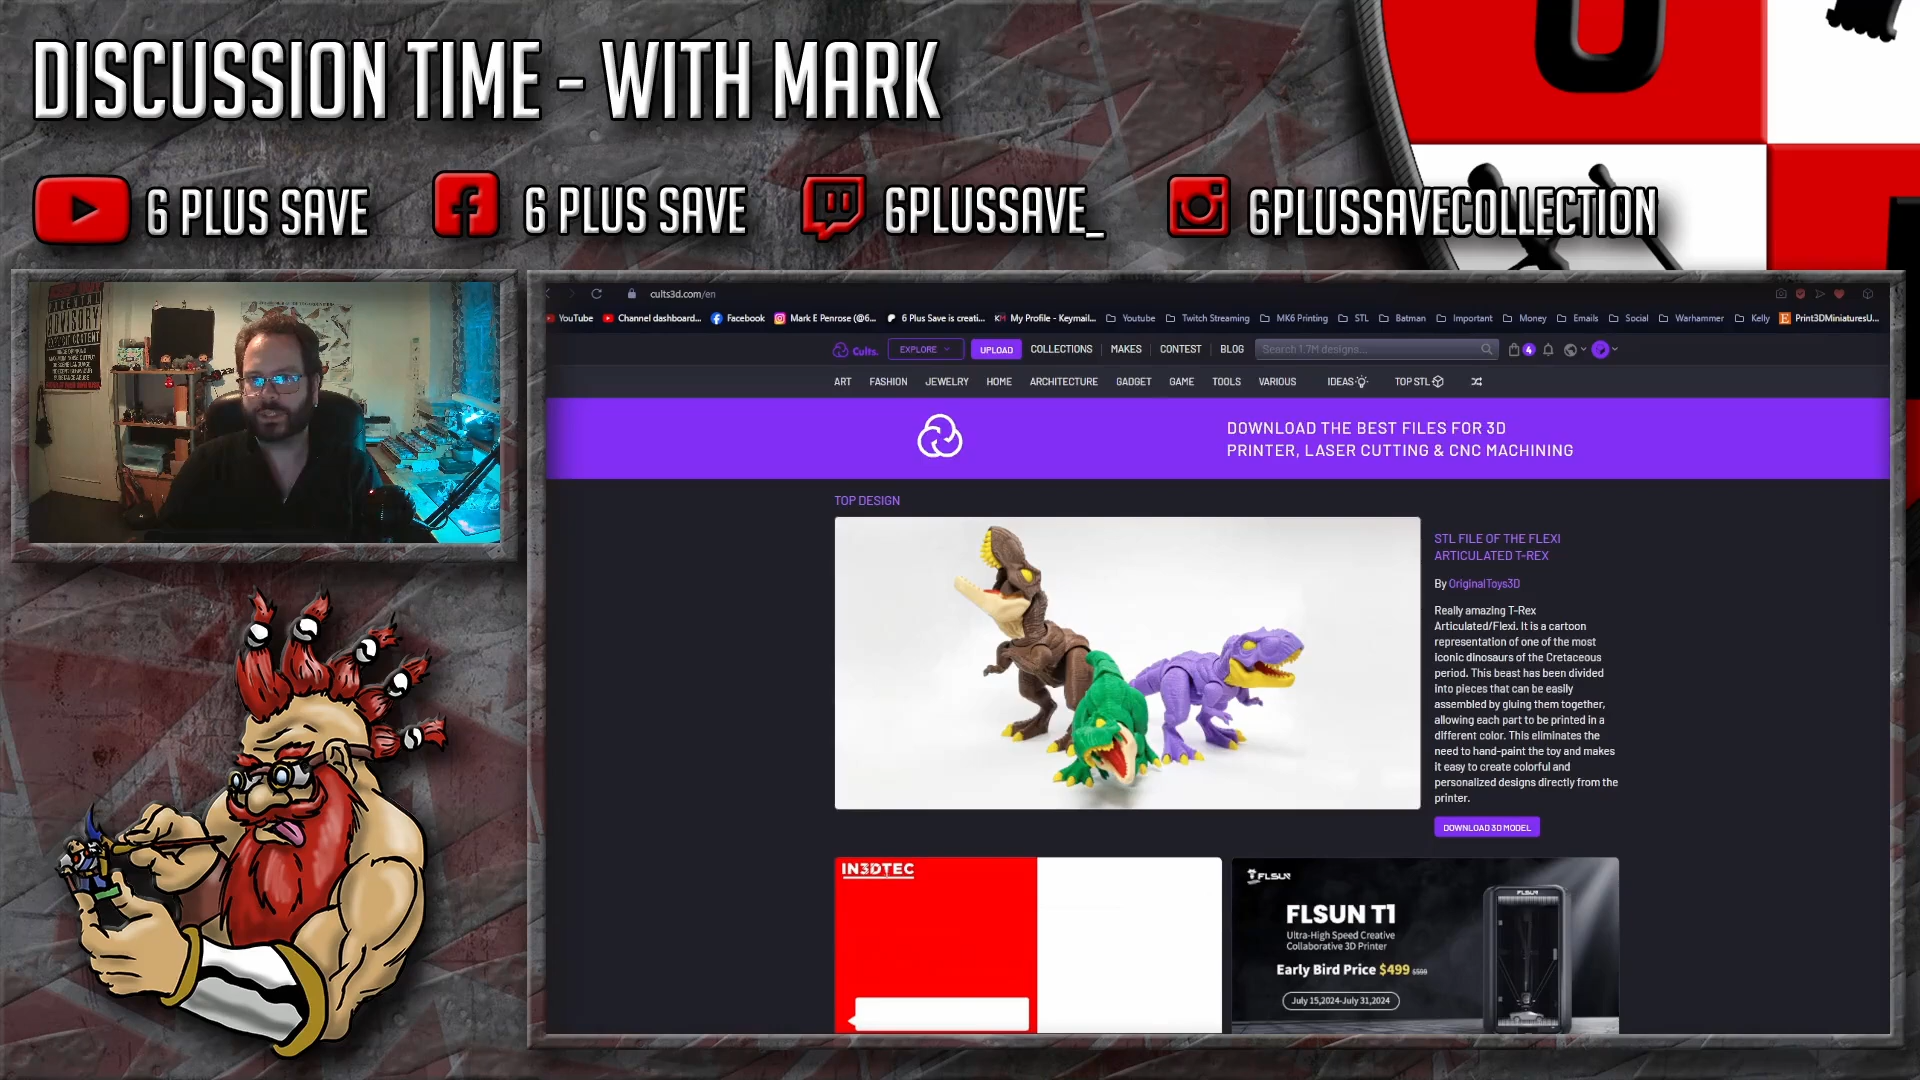 DISCUSSION TIME - WITH MARK
6 PLUS SAVE
6 PLUS SAVE
6PLUSSAVE_
6PLUSSAVECOLLECTION
PARENTAL
ADVISORY
EXPLICIT CONTENT
cults3d.com/en
YouTube
Channel dashboard...
Facebook
Mark E Penrose (@6...
6 Plus Save is creati...
My Profile - Keymail...
Youtube
Twitch Streaming
MK6 Printing
STL
Batman
Important
Money
Emails
Social
Warhammer
Kelly
Print3DMiniaturesU...
Cults.
EXPLORE
UPLOAD
COLLECTIONS
MAKES
CONTEST
BLOG
Search 1.7M designs...
4
ART
FASHION
JEWELRY
HOME
ARCHITECTURE
GADGET
GAME
TOOLS
VARIOUS
IDEAS
TOP STL
DOWNLOAD THE BEST FILES FOR 3D
PRINTER, LASER CUTTING & CNC MACHINING
TOP DESIGN
STL FILE OF THE FLEXI
ARTICULATED T-REX
By OriginalToys3D
Really amazing T-Rex
Articulated/Flexi. It is a cartoon
representation of one of the most
iconic dinosaurs of the Cretaceous
period. This beast has been divided
into pieces that can be easily
assembled by gluing them together,
allowing each part to be printed in a
different color. This eliminates the
need to hand-paint the toy and makes
it easy to create colorful and
personalized designs directly from the
printer.
DOWNLOAD 3D MODEL
IN3DTEC
FLSUN
FLSUN T1
Ultra-High Speed Creative
Collaborative 3D Printer
Early Bird Price $499 $598
July 15,2024-July 31,2024
FLSUN